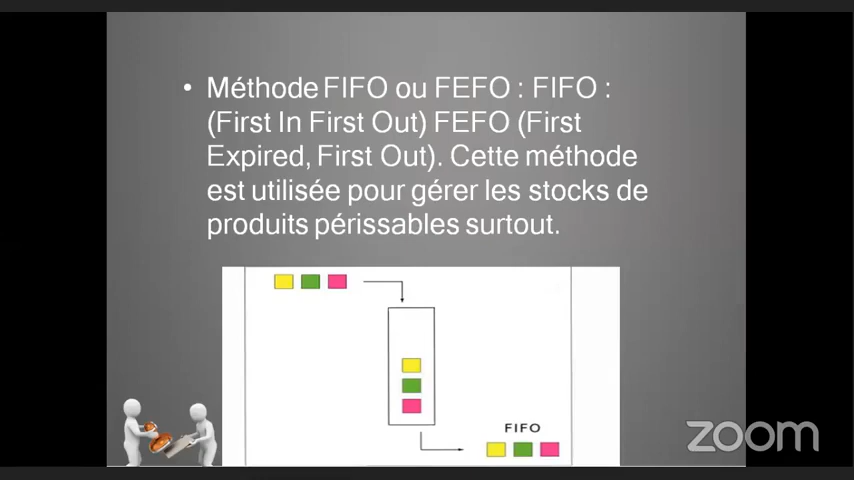 • Méthode FIFO ou FEFO : FIFO :
(First In First Out) FEFO (First
Expired, First Out). Cette méthode
est utilisée pour gérer les stocks de
produits périssables surtout.
FIFO
zoom